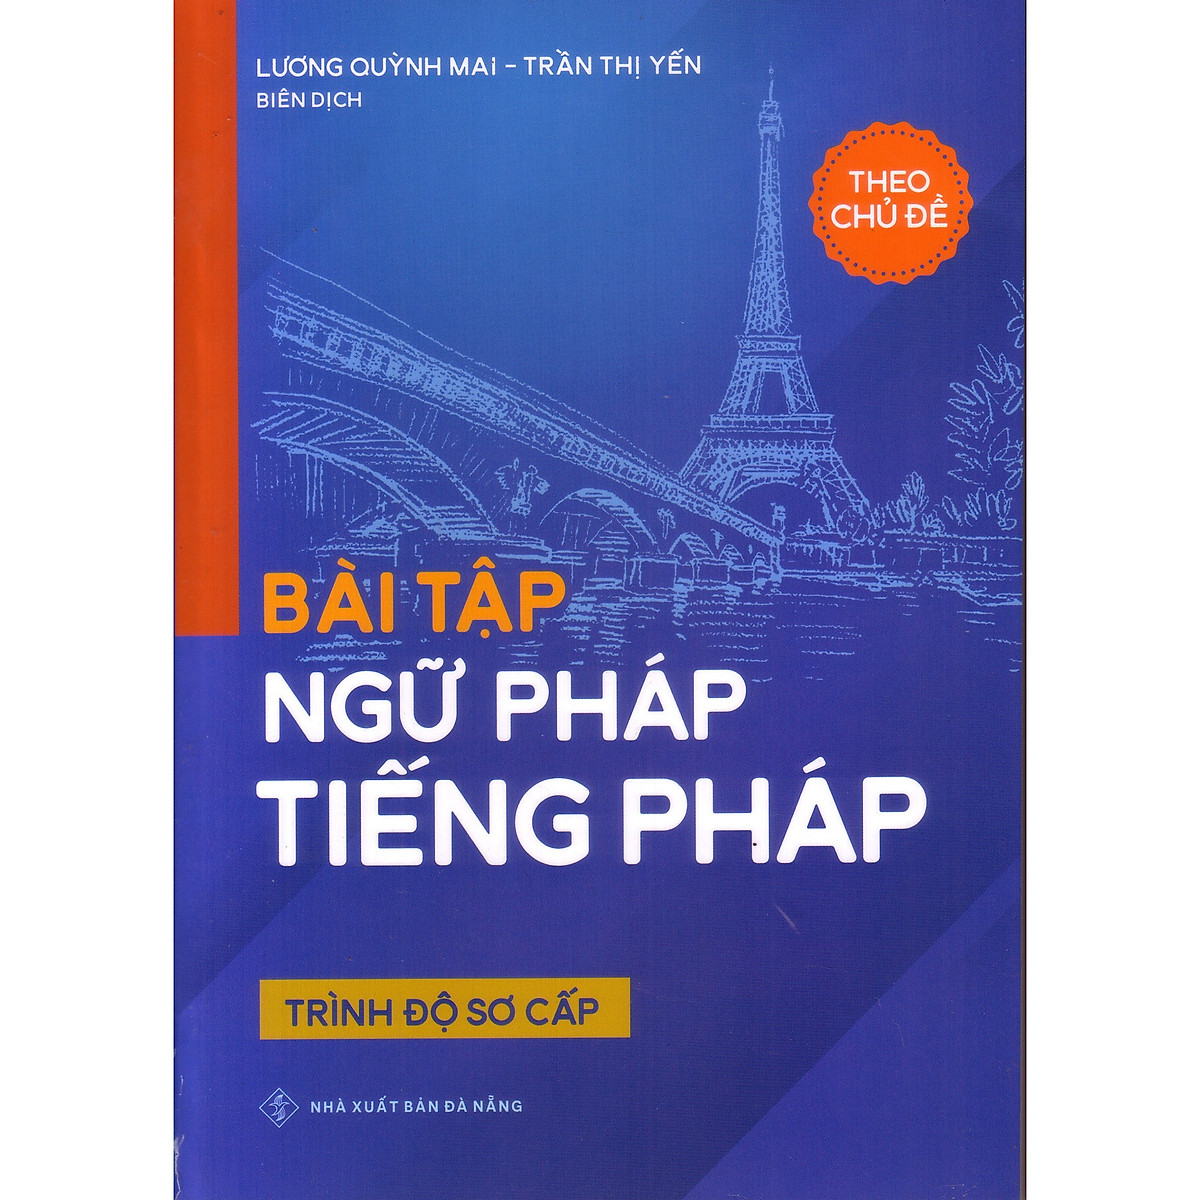 LƯƠNG QUỲNH MAI - TRẦN THỊ YẾN
BIÊN DỊCH
THEO
CHỦ ĐỀ
BÀI TẬP
NGỮ PHÁP
TIẾNG PHÁP
TRÌNH ĐỘ SƠ CẤP
NHÀ XUẤT BẢN ĐÀ NẴNG